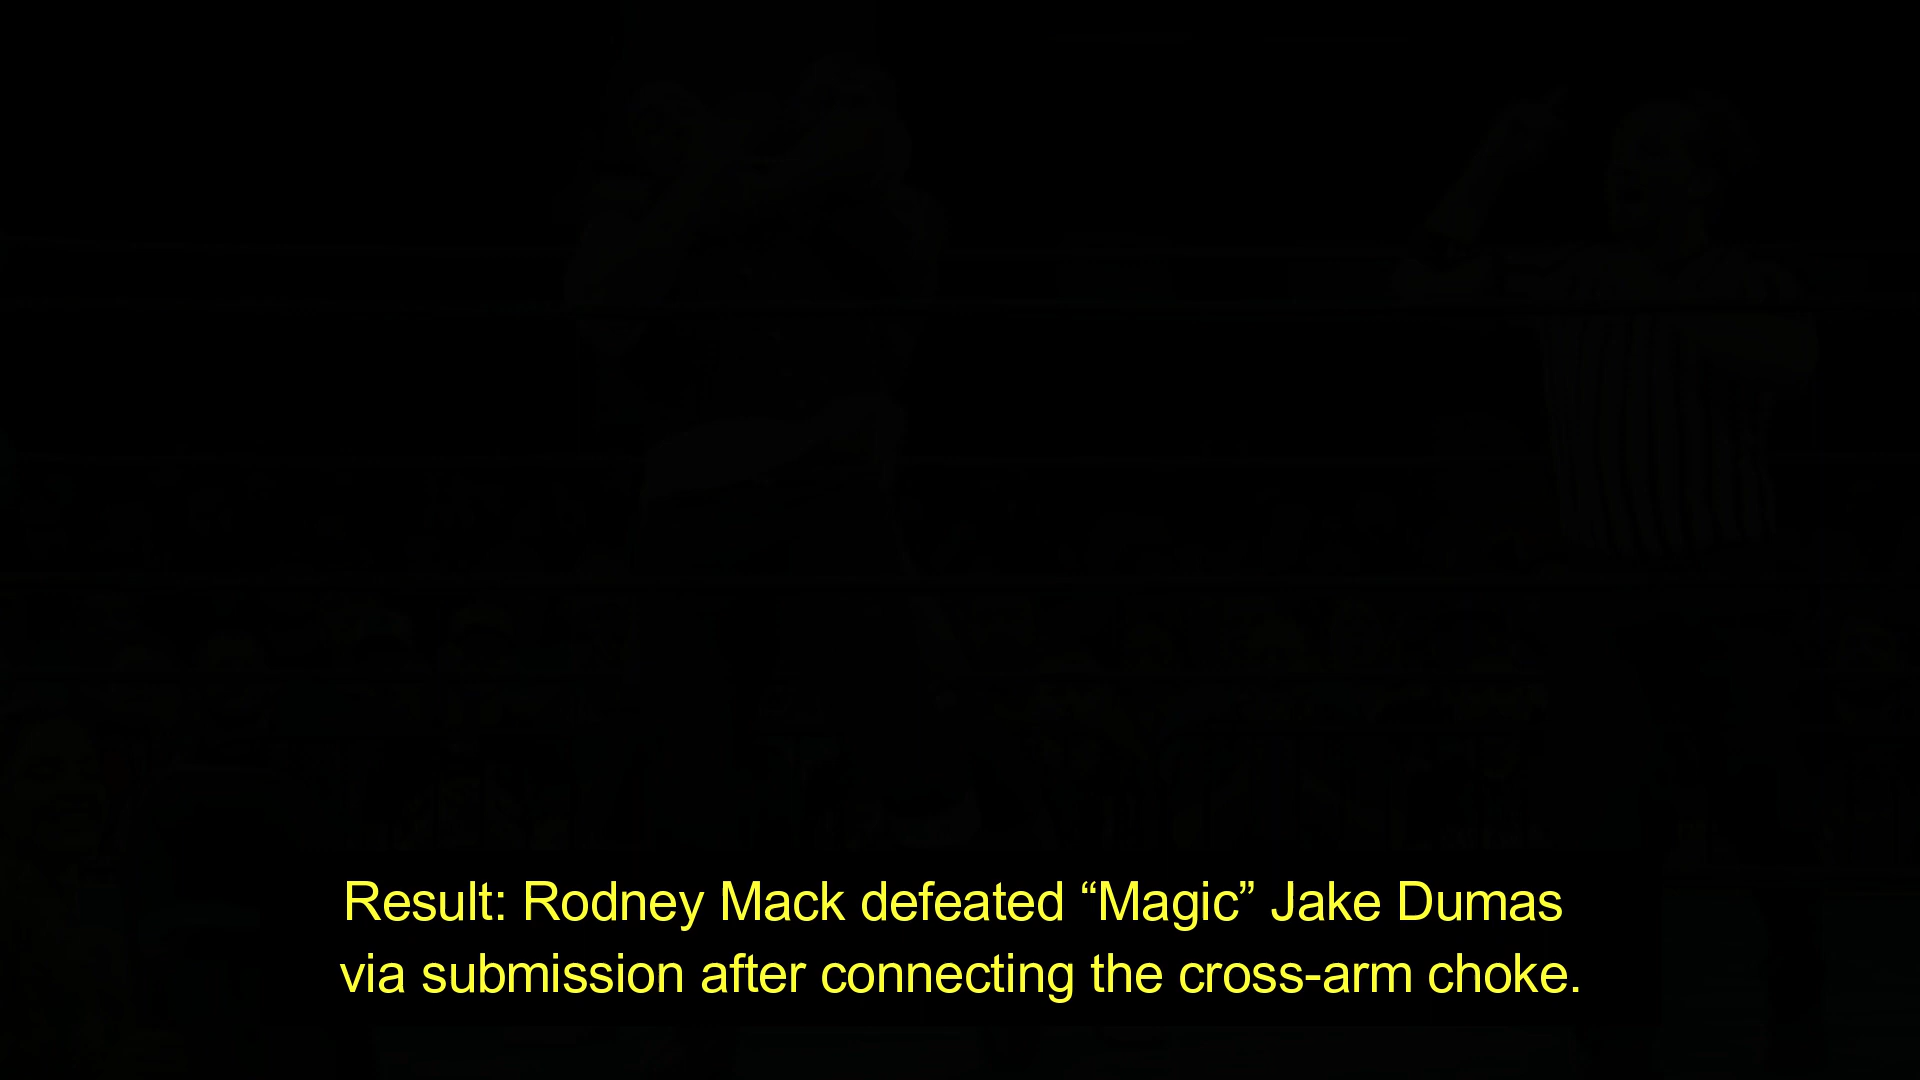 Result: Rodney Mack defeated “Magic” Jake Dumas
via submission after connecting the cross-arm choke.